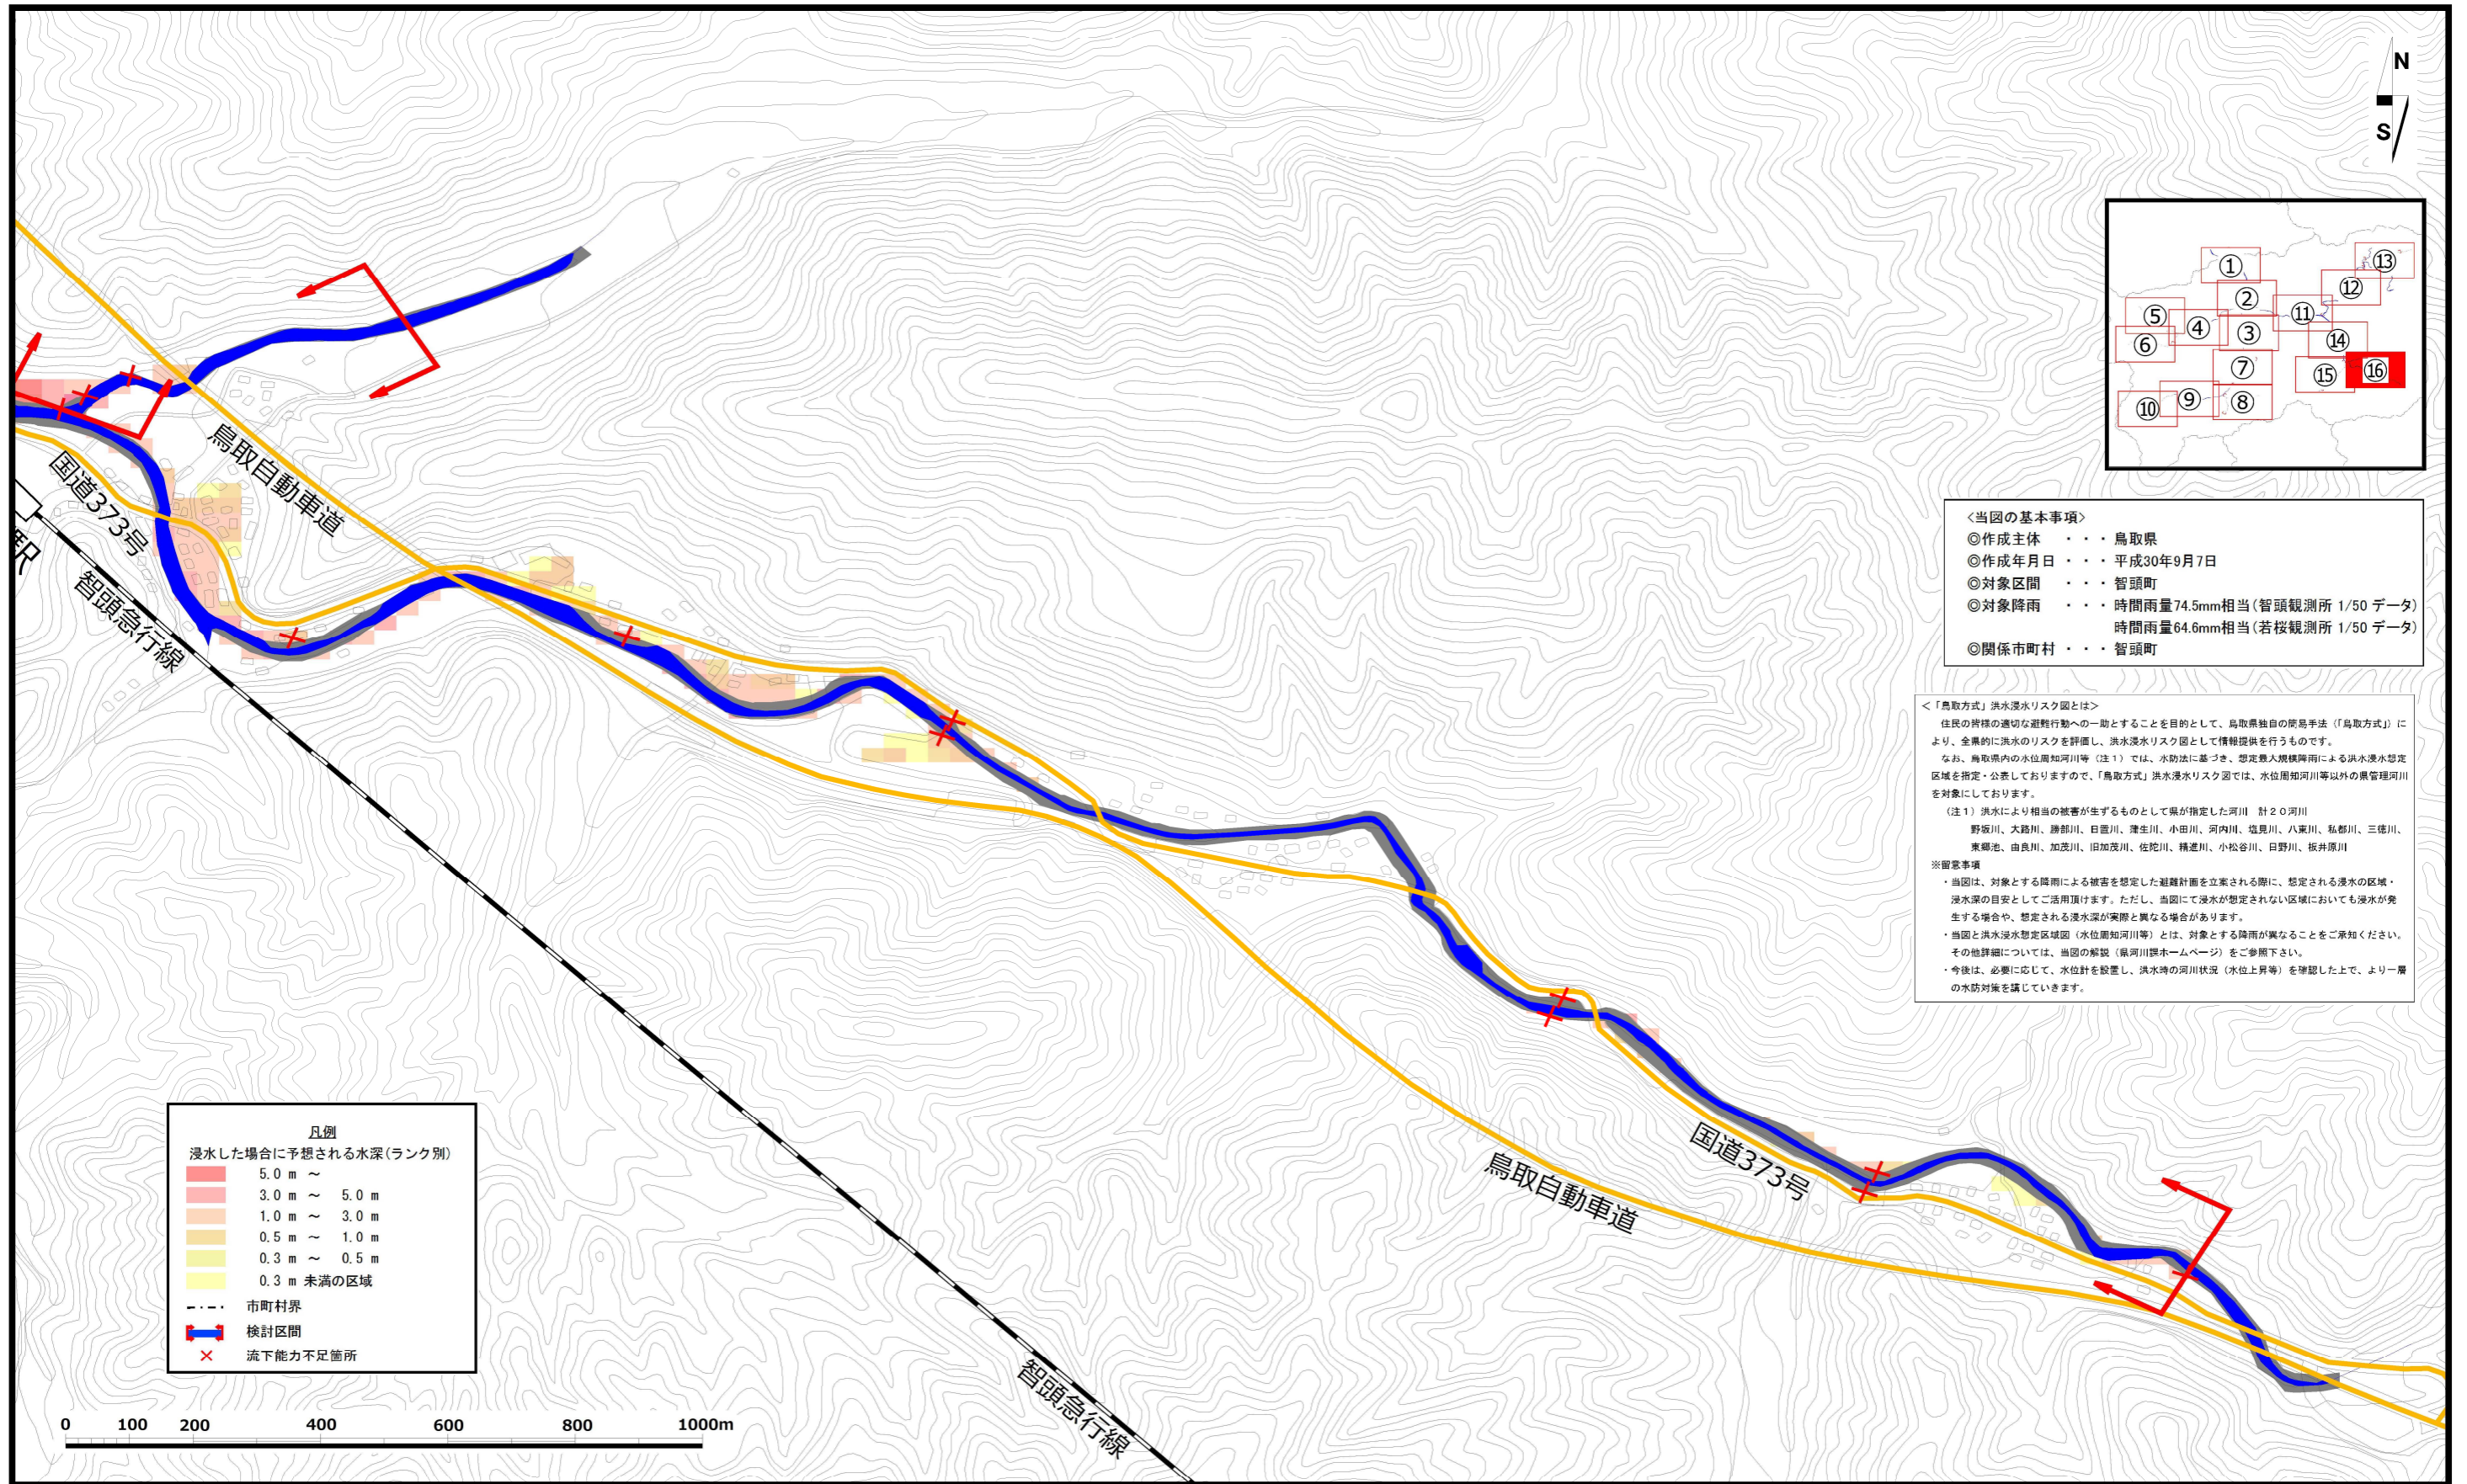 N
S
①
②
③
④
⑤
⑥
⑦
⑧
⑨
⑩
⑪
⑫
⑬
⑭
⑮
⑯
鳥取自動車道
国道373号
駅
智頭急行線
<当図の基本事項>
◎作成主体 ・・・ 鳥取県
◎作成年月日 ・・・ 平成30年9月7日
◎対象区間 ・・・ 智頭町
◎対象降雨 ・・・ 時間雨量74.5mm相当(智頭観測所 1/50 データ)
時間雨量64.6mm相当(若桜観測所 1/50 データ)
◎関係市町村 ・・・ 智頭町
<「鳥取方式」洪水浸水リスク図とは>
住民の皆様の適切な避難行動への一助とすることを目的として、鳥取県独自の簡易手法(「鳥取方式」)に
より、全県的に洪水のリスクを評価し、洪水浸水リスク図として情報提供を行うものです。
なお、鳥取県内の水位周知河川等(注1)では、水防法に基づき、想定最大規模降雨による洪水浸水想定
区域を指定・公表しておりますので、「鳥取方式」洪水浸水リスク図では、水位周知河川等以外の県管理河川
を対象にしております。
(注1)洪水により相当の被害が生ずるものとして県が指定した河川 計20河川
野坂川、大路川、勝部川、日置川、蒲生川、小田川、河内川、塩見川、八東川、私都川、三徳川、
東郷池、由良川、加茂川、旧加茂川、佐陀川、精進川、小松谷川、日野川、板井原川
※留意事項
・当図は、対象とする降雨による被害を想定した避難計画を立案される際に、想定される浸水の区域・
浸水深の目安としてご活用頂けます。ただし、当図にて浸水が想定されない区域においても浸水が発
生する場合や、想定される浸水深が実際と異なる場合があります。
・当図と洪水浸水想定区域図(水位周知河川等)とは、対象とする降雨が異なることをご承知ください。
その他詳細については、当図の解説(県河川課ホームページ)をご参照下さい。
・今後は、必要に応じて、水位計を設置し、洪水時の河川状況(水位上昇等)を確認した上で、より一層
の水防対策を講じていきます。
鳥取自動車道
国道373号
智頭急行線
凡例
浸水した場合に予想される水深(ランク別)
5.0 m ~
3.0 m ~ 5.0 m
1.0 m ~ 3.0 m
0.5 m ~ 1.0 m
0.3 m ~ 0.5 m
0.3 m 未満の区域
市町村界
検討区間
流下能力不足箇所
0 100 200 400 600 800 1000m